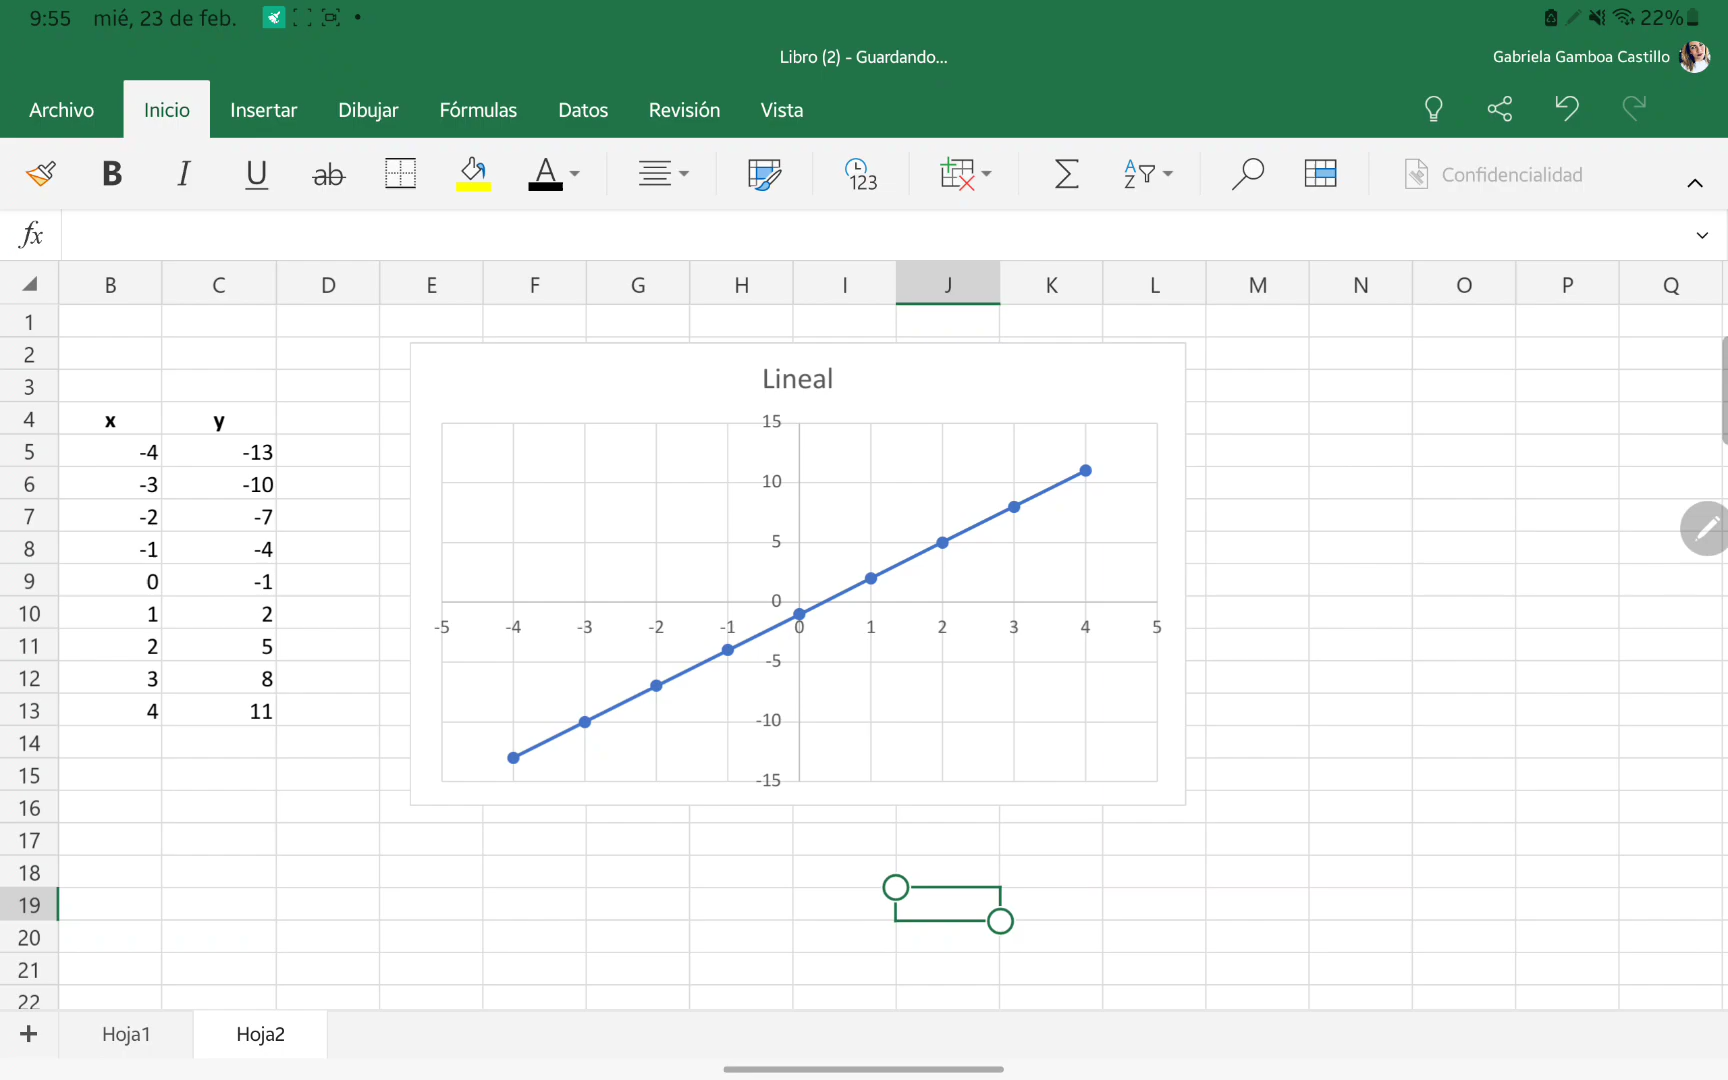 9:55 mié, 23 de feb. 22%
Libro (2) - Guardando...
Gabriela Gamboa Castillo
Archivo Inicio Insertar Dibujar Fórmulas Datos Revisión Vista
B I U ab A 123 A Z Confidencialidad
fx
B C D E F G H I J K L M N O P Q
1
2
3
4 x y
5 -4 -13
6 -3 -10
7 -2 -7
8 -1 -4
9 0 -1
10 1 2
11 2 5
12 3 8
13 4 11
14
15
16
17
18
19
20
21
22
Lineal
15
10
5
0
-5 -4 -3 -2 -1 0 1 2 3 4 5
-5
-10
-15
+ Hoja1 Hoja2